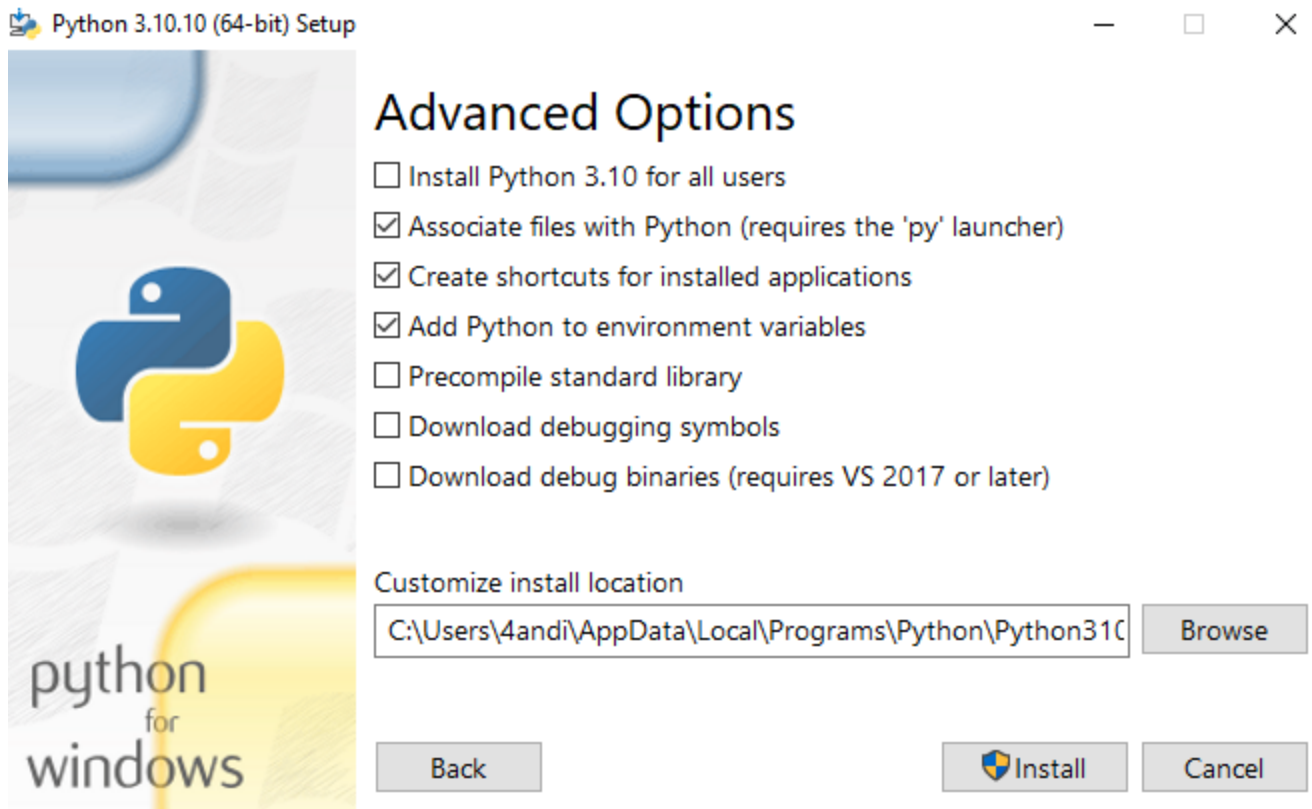 Python 3.10.10 (64-bit) Setup
Advanced Options
Install Python 3.10 for all users
Associate files with Python (requires the 'py' launcher)
Create shortcuts for installed applications
Add Python to environment variables
Precompile standard library
Download debugging symbols
Download debug binaries (requires VS 2017 or later)
Customize install location
C:\Users\4andi\AppData\Local\Programs\Python\Python310
Browse
python
for
windows
Back
Install
Cancel